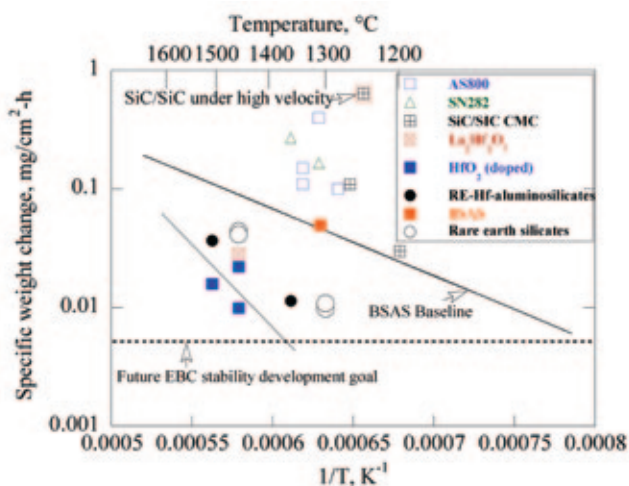 Temperature, °C
1600 1500 1400 1300 1200
1
0.1
0.01
0.001
Specific weight change, mg/cm²-h
SiC/SiC under high velocity
AS800
SN282
SiC/SiC CMC
La₂Hf₂O₇
HfO₂ (doped)
RE-Hf-aluminosilicates
BSAS
Rare earth silicates
BSAS Baseline
Future EBC stability development goal
0.0005 0.00055 0.0006 0.00065 0.0007 0.00075 0.0008
1/T, K⁻¹